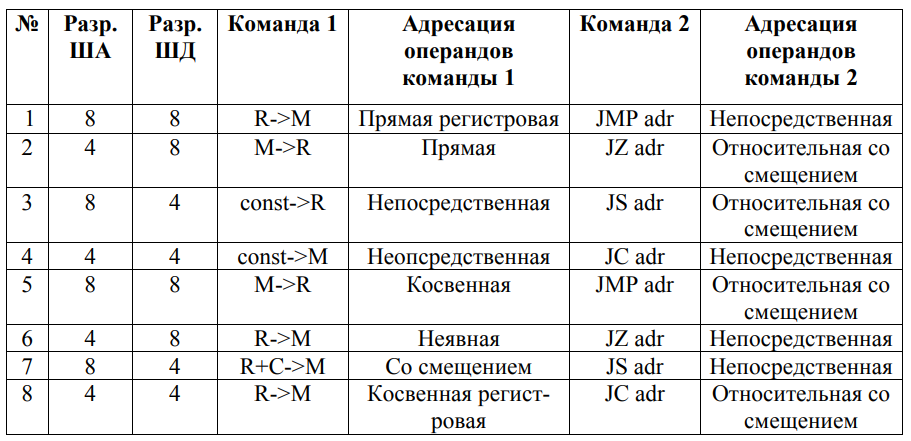 № Разр. ША Разр. ШД Команда 1 Адресация операндов команды 1 Команда 2 Адресация операндов команды 2
1 8 8 R->M Прямая регистровая JMP adr Непосредственная
2 4 8 M->R Прямая JZ adr Относительная со
смещением
3 8 4 const->R Непосредственная JS adr Относительная со
смещением
4 4 4 const->M Неопсредственная JC adr Непосредственная
5 8 8 M->R Косвенная JMP adr Относительная со
смещением
6 4 8 R->M Неявная JZ adr Непосредственная
7 8 4 R+C->M Со смещением JS adr Непосредственная
8 4 4 R->M Косвенная регист- JC adr Относительная со
ровая смещением